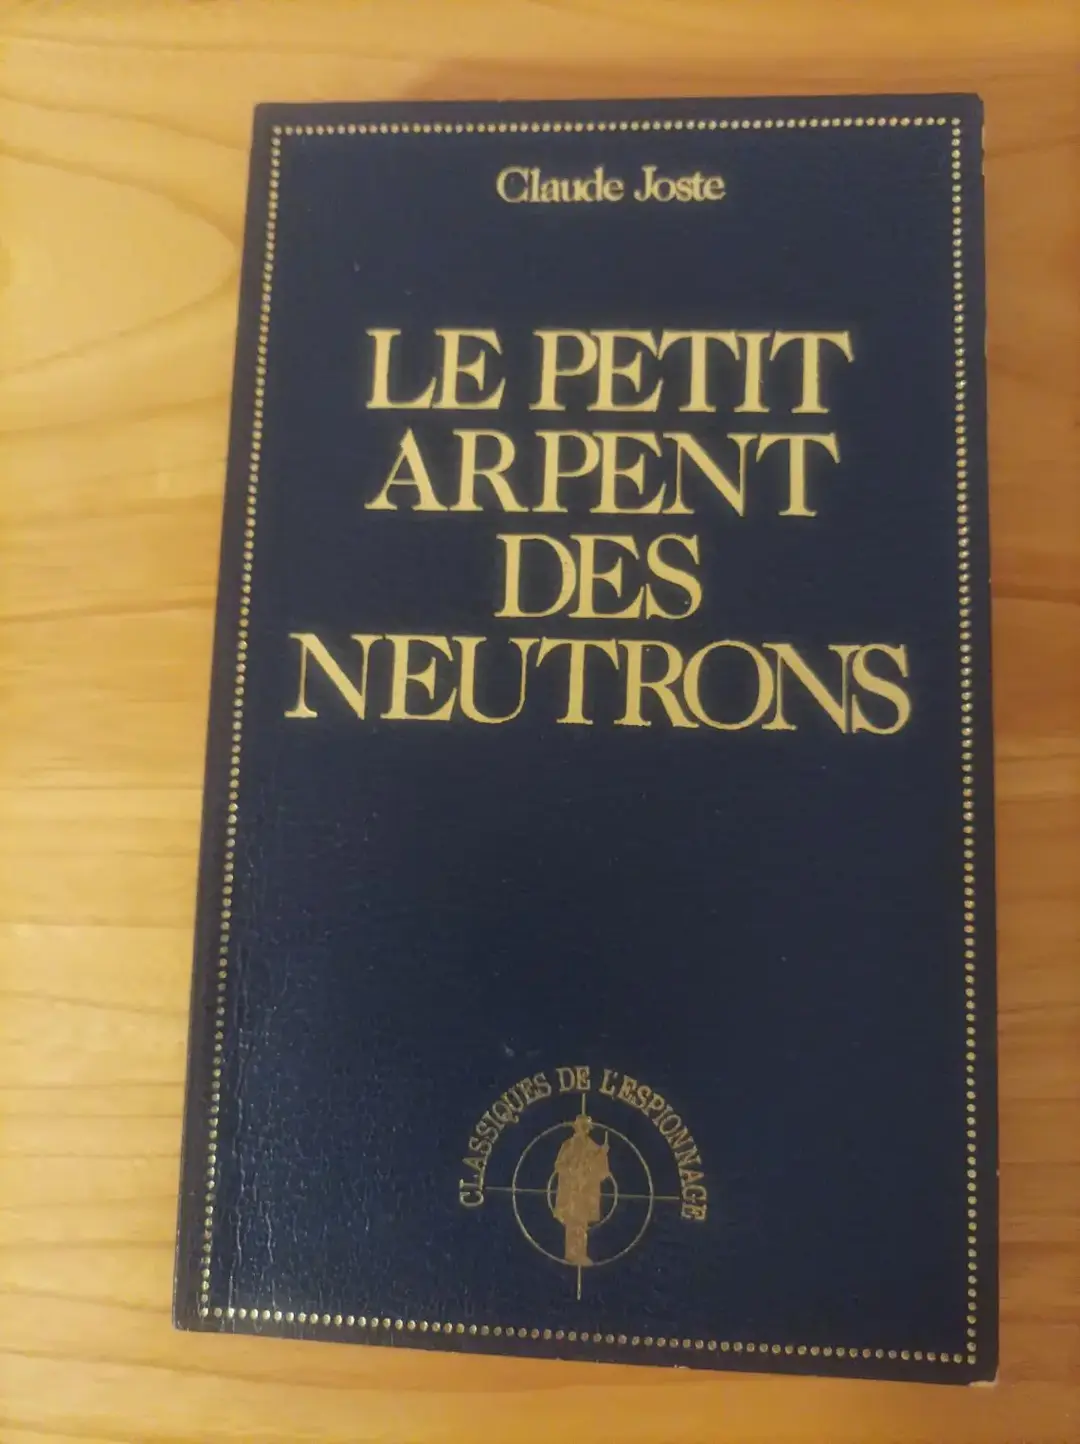 Claude Joste
LE PETIT
ARPENT
DES
NEUTRONS
CLASSIQUES DE L'ESPIONNAGE